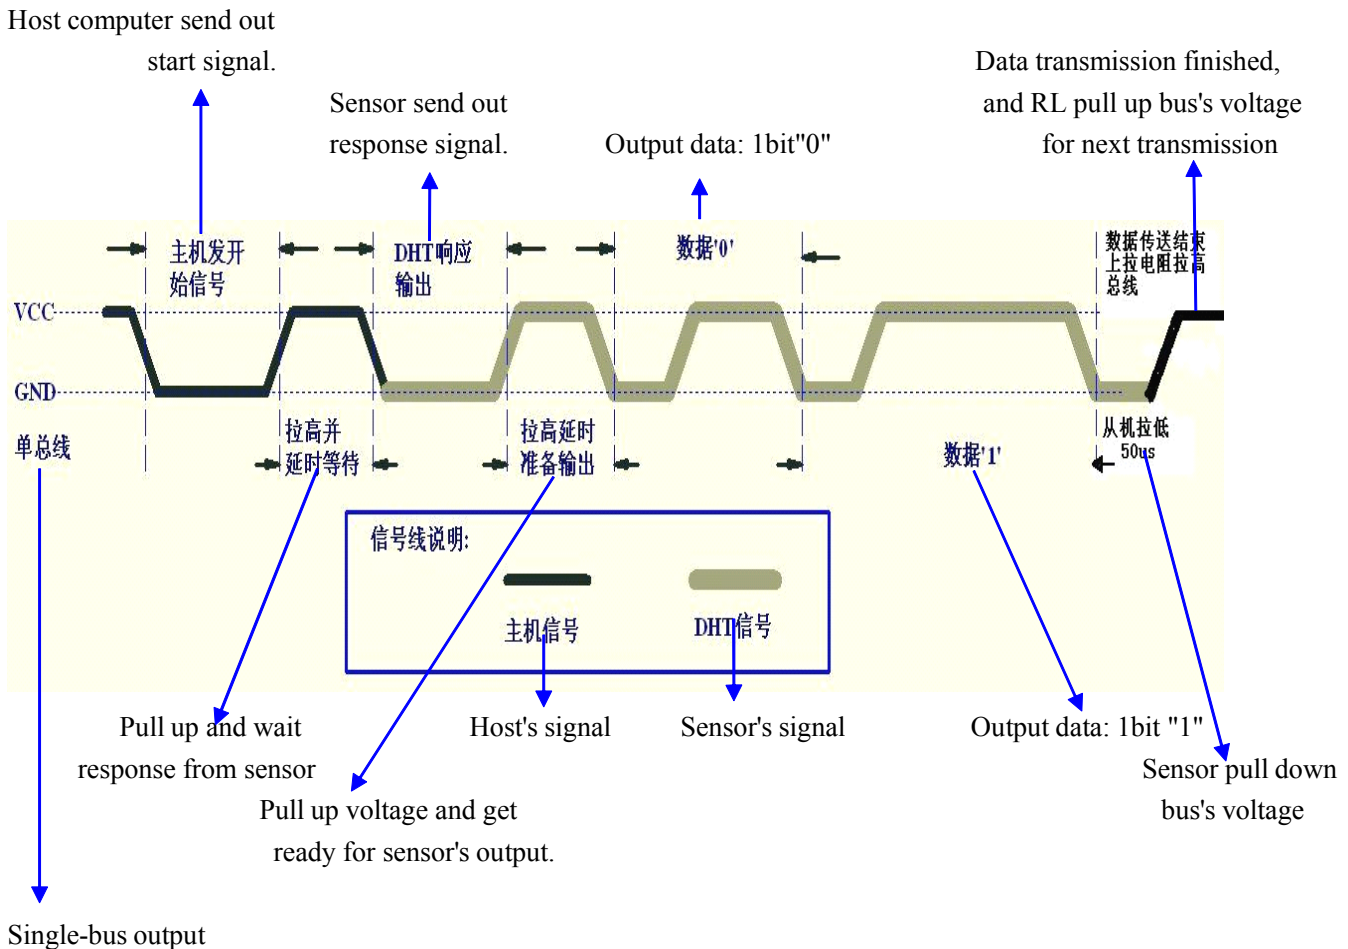 Host computer send out
start signal.
Sensor send out
response signal.
Output data: 1bit"0"
Data transmission finished,
and RL pull up bus's voltage
for next transmission
主机发开
始信号
DHT响应
输出
数据'0'
数据传送结束
上拉电阻拉高
总线
VCC
GND
单总线
拉高并
延时等待
拉高延时
准备输出
数据'1'
从机拉低
50us
信号线说明:
主机信号
DHT信号
Pull up and wait
response from sensor
Host's signal
Sensor's signal
Output data: 1bit "1"
Sensor pull down
bus's voltage
Pull up voltage and get
ready for sensor's output.
Single-bus output